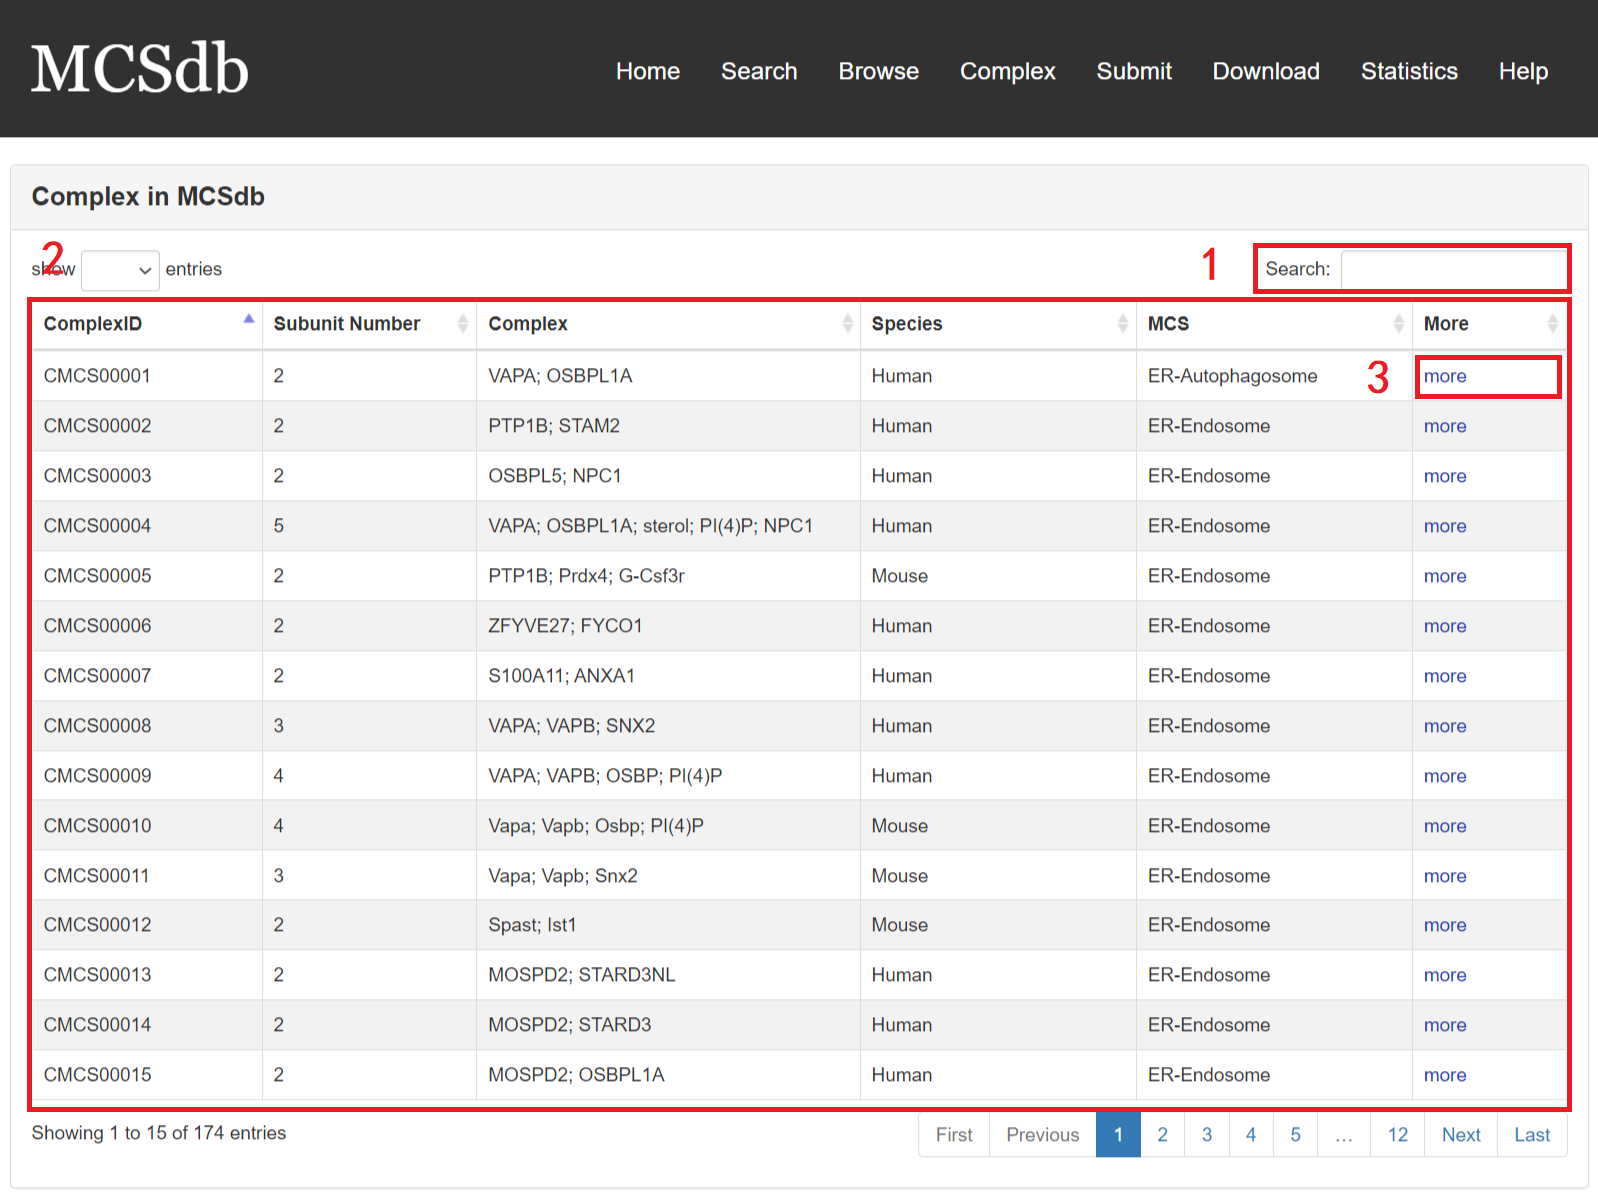 MCSdb
Home Search Browse Complex Submit Download Statistics Help
Complex in MCSdb
2
show entries
1
Search:
ComplexID Subunit Number Complex Species MCS More
CMCS00001 2 VAPA; OSBPL1A Human ER-Autophagosome 3 more
CMCS00002 2 PTP1B; STAM2 Human ER-Endosome more
CMCS00003 2 OSBPL5; NPC1 Human ER-Endosome more
CMCS00004 5 VAPA; OSBPL1A; sterol; PI(4)P; NPC1 Human ER-Endosome more
CMCS00005 2 PTP1B; Prdx4; G-Csf3r Mouse ER-Endosome more
CMCS00006 2 ZFYVE27; FYCO1 Human ER-Endosome more
CMCS00007 2 S100A11; ANXA1 Human ER-Endosome more
CMCS00008 3 VAPA; VAPB; SNX2 Human ER-Endosome more
CMCS00009 4 VAPA; VAPB; OSBP; PI(4)P Human ER-Endosome more
CMCS00010 4 Vapa; Vapb; Osbp; PI(4)P Mouse ER-Endosome more
CMCS00011 3 Vapa; Vapb; Snx2 Mouse ER-Endosome more
CMCS00012 2 Spast; Ist1 Mouse ER-Endosome more
CMCS00013 2 MOSPD2; STARD3NL Human ER-Endosome more
CMCS00014 2 MOSPD2; STARD3 Human ER-Endosome more
CMCS00015 2 MOSPD2; OSBPL1A Human ER-Endosome more
Showing 1 to 15 of 174 entries
First Previous 1 2 3 4 5 … 12 Next Last